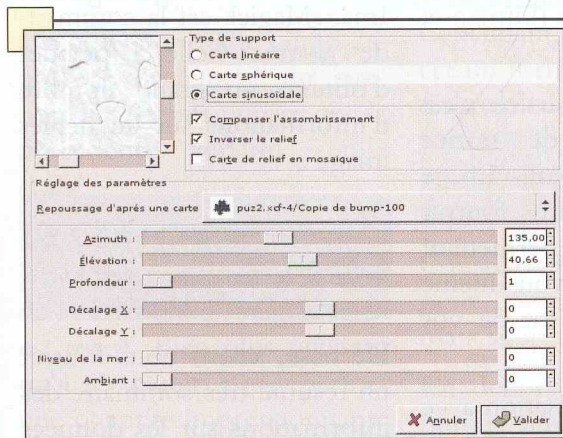 Type de support
Carte linéaire
Carte sphérique
Carte sinusoïdale
Compenser l'assombrissement
Inverser le relief
Carte de relief en mosaïque
Réglage des paramètres
Repoussage d'après une carte puz2.xcf-4/Copie de bump-100
Azimuth : 135,00
Élévation : 40,66
Profondeur : 1
Décalage X : 0
Décalage Y : 0
Niveau de la mer : 0
Ambiant : 0
Annuler Valider